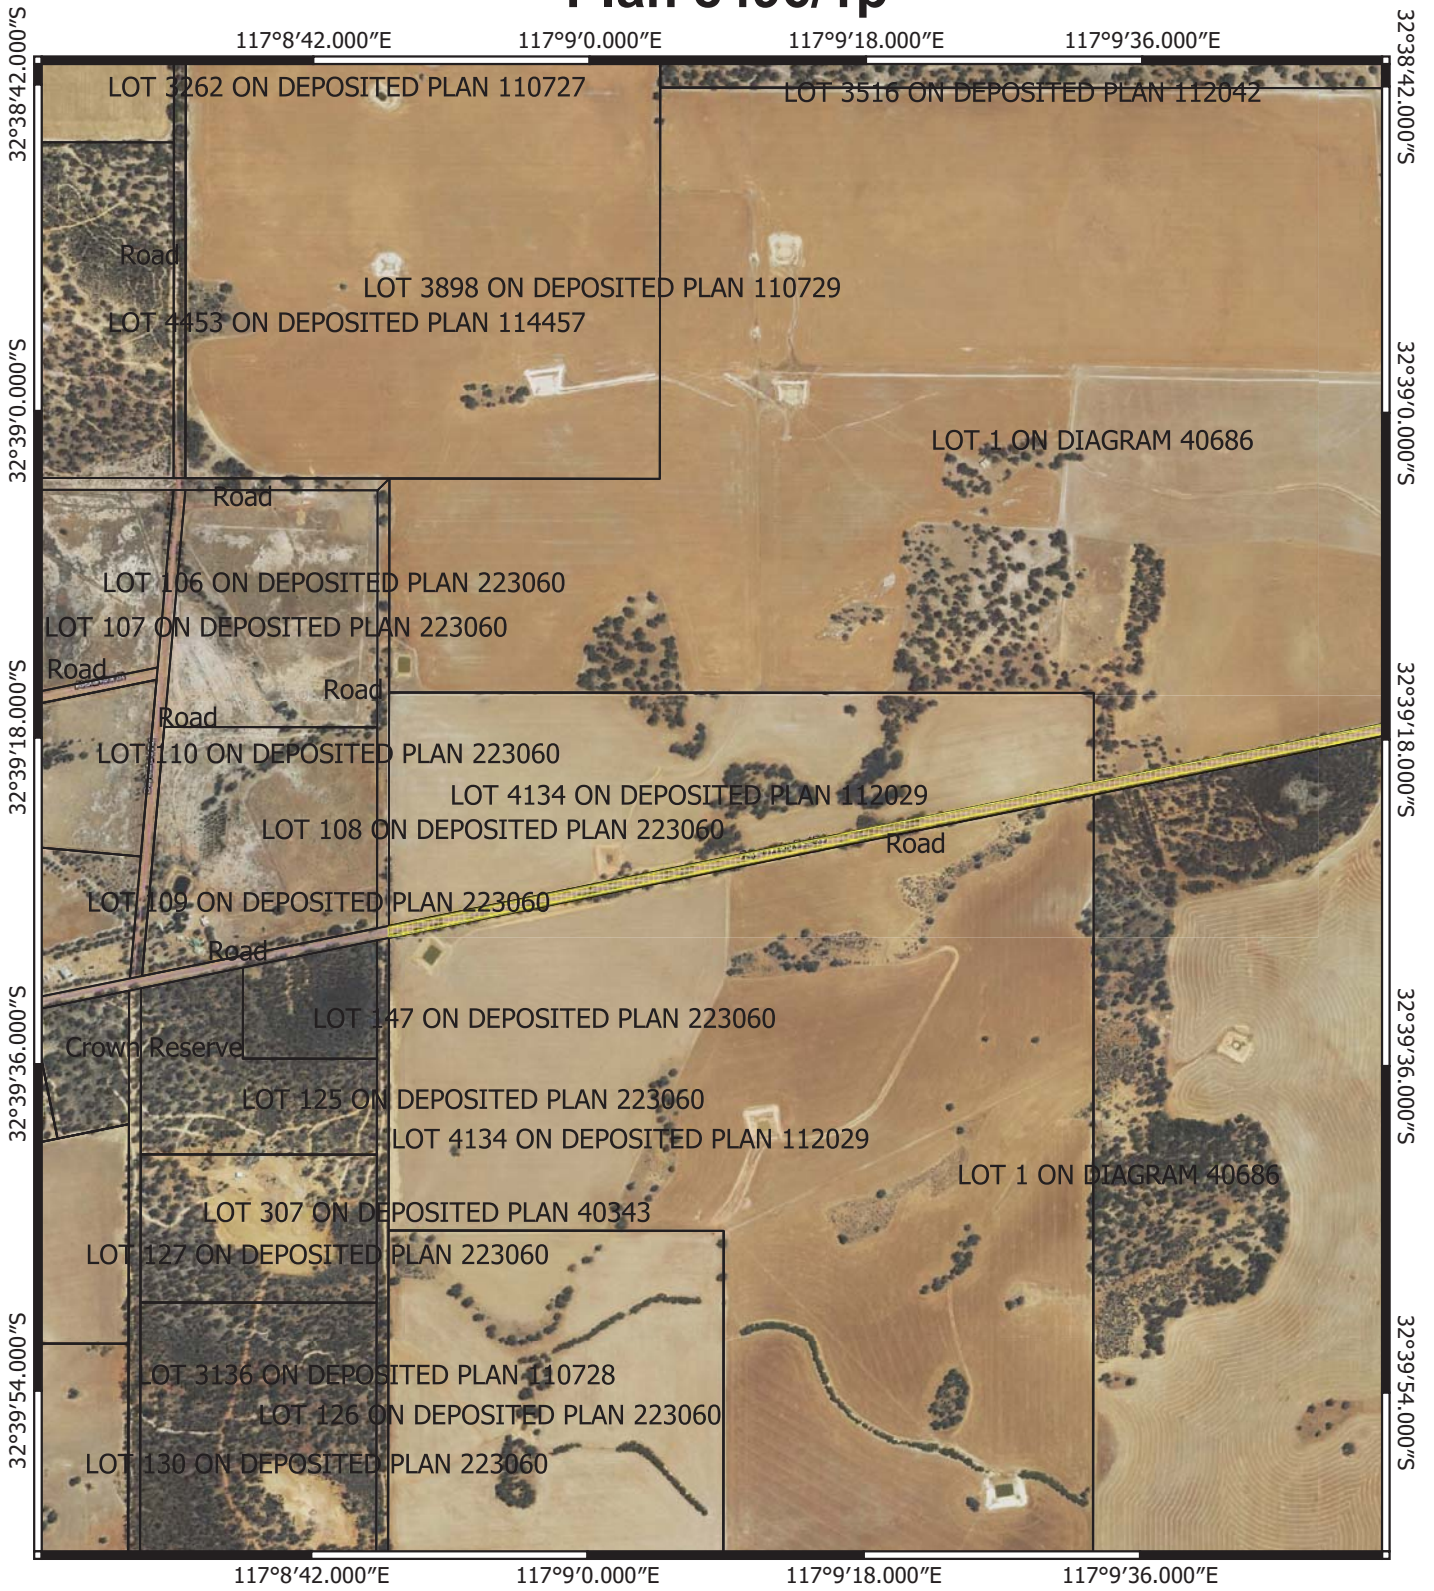 117°8'42.000"E 117°9'0.000"E 117°9'18.000"E 117°9'36.000"E
32°38'42.000"S
32°38'42.000"S
LOT 3262 ON DEPOSITED PLAN 110727
LOT 3516 ON DEPOSITED PLAN 112042
Road
LOT 3898 ON DEPOSITED PLAN 110729
LOT 4453 ON DEPOSITED PLAN 114457
32°39'0.000"S
32°39'0.000"S
LOT 1 ON DIAGRAM 40686
Road
LOT 106 ON DEPOSITED PLAN 223060
LOT 107 ON DEPOSITED PLAN 223060
Road
Road
Road
32°39'18.000"S
32°39'18.000"S
LOT 110 ON DEPOSITED PLAN 223060
LOT 4134 ON DEPOSITED PLAN 112029
LOT 108 ON DEPOSITED PLAN 223060
Road
LOT 109 ON DEPOSITED PLAN 223060
Road
LOT 147 ON DEPOSITED PLAN 223060
Crown Reserve
32°39'36.000"S
32°39'36.000"S
LOT 125 ON DEPOSITED PLAN 223060
LOT 4134 ON DEPOSITED PLAN 112029
LOT 1 ON DIAGRAM 40686
LOT 307 ON DEPOSITED PLAN 40343
LOT 127 ON DEPOSITED PLAN 223060
32°39'54.000"S
32°39'54.000"S
LOT 3136 ON DEPOSITED PLAN 110728
LOT 126 ON DEPOSITED PLAN 223060
LOT 130 ON DEPOSITED PLAN 223060
117°8'42.000"E 117°9'0.000"E 117°9'18.000"E 117°9'36.000"E